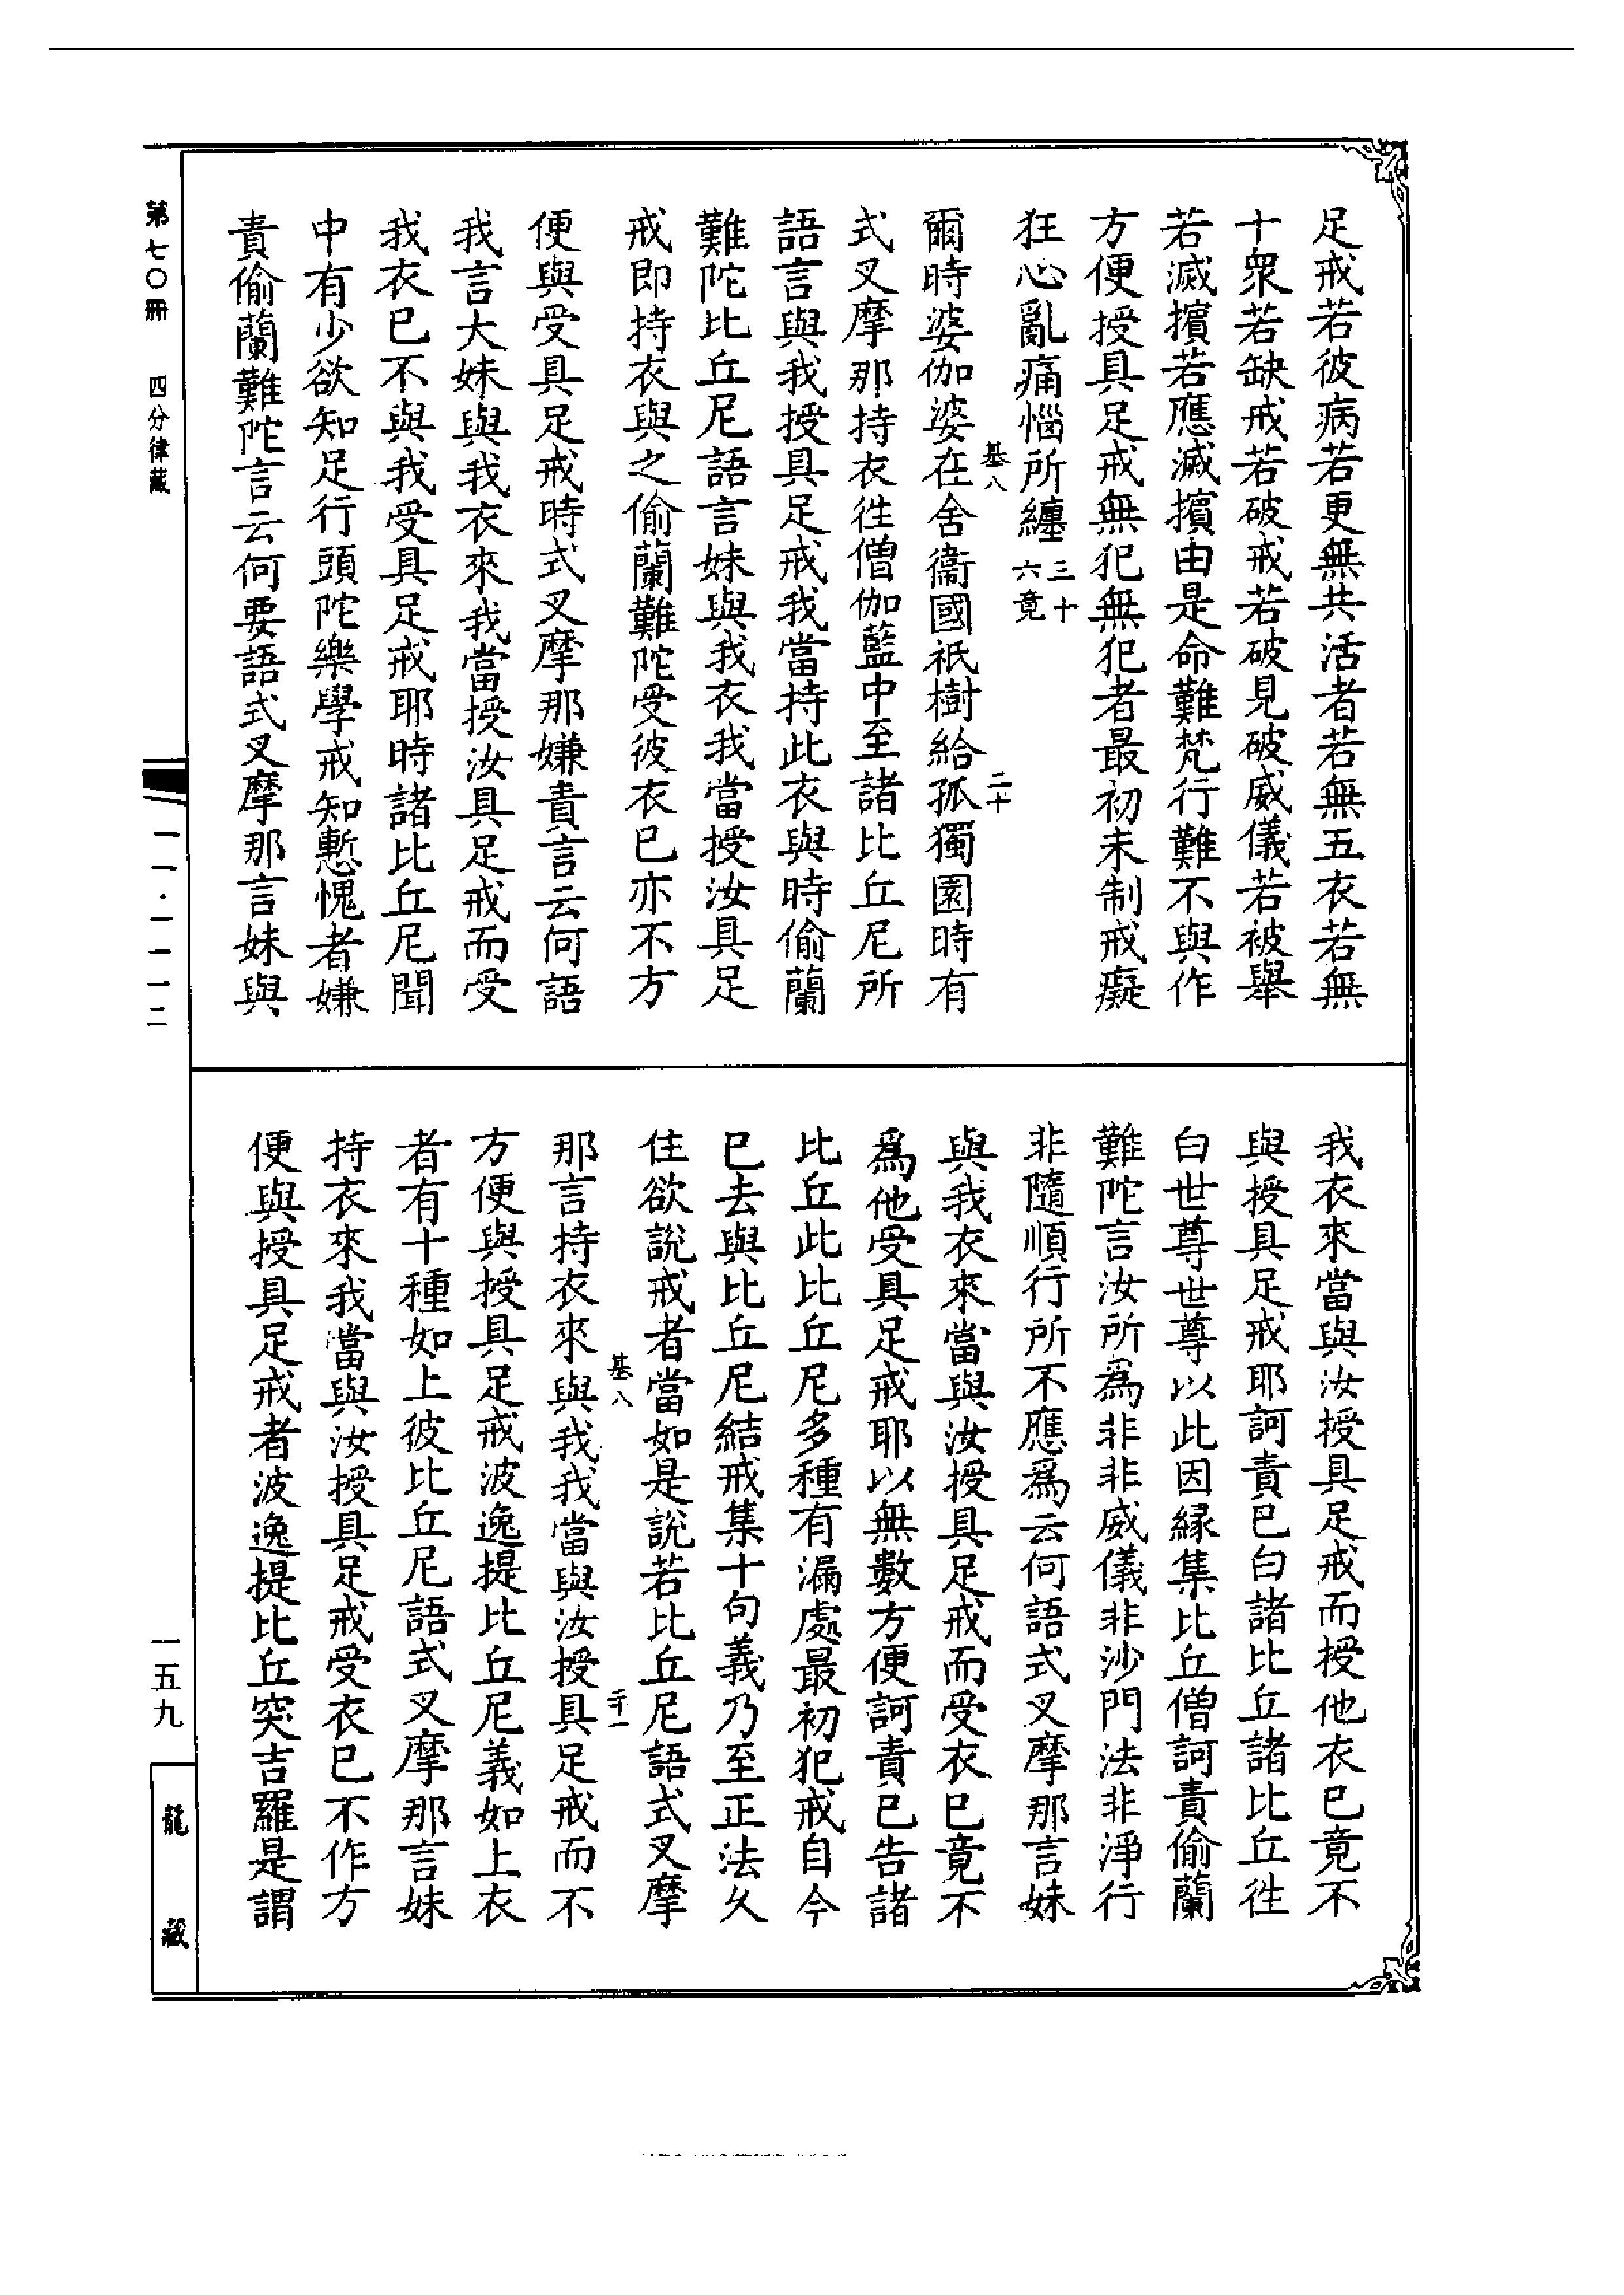 足戒若彼病若更無共活者若無五衣若無
十眾若缺戒若破戒若破見破威儀若被舉
若滅擯若應滅擯由是命難梵行難不與作
方便授具足戒無犯無犯者最初未制戒癡
狂心亂痛惱所纏三十六竟
基八
二十
爾時婆伽婆在舍衞國祇樹給孤獨園時有
式叉摩那持衣往僧伽藍中至諸比丘尼所
語言與我授具足戒我當持此衣與時偷蘭
難陀比丘尼語言妹與我衣我當授汝具足
戒即持衣與之偷蘭難陀受彼衣巳亦不方
便與受具足戒時式叉摩那嫌責言云何語
我言大妹與我衣來我當授汝具足戒而受
我衣巳不與我受具足戒耶時諸比丘尼聞
中有少欲知足行頭陀樂學戒知慙愧者嫌
責偷蘭難陀言云何要語式叉摩那言妹與
我衣來當與汝授具足戒而授他衣巳竟不
與授具足戒耶訶責巳白諸比丘諸比丘往
白世尊世尊以此因緣集比丘僧訶責偷蘭
難陀言汝所爲非非威儀非沙門法非淨行
非隨順行所不應爲云何語式叉摩那言妹
與我衣來當與汝授具足戒而受衣巳竟不
爲他受具足戒耶以無數方便訶責巳告諸
比丘此比丘尼多種有漏處最初犯戒自今
巳去與比丘尼結戒集十句義乃至正法久
住欲說戒者當如是說若比丘尼語式叉摩
基八
二十一
那言持衣來與我我當與汝授具足戒而不
方便與授具足戒波逸提比丘尼義如上衣
者有十種如上彼比丘尼語式叉摩那言妹
持衣來我當與汝授具足戒受衣巳不作方
便與授具足戒者波逸提比丘突吉羅是謂
第七〇冊 四分律藏
一一·一一一二
一五九
龍藏